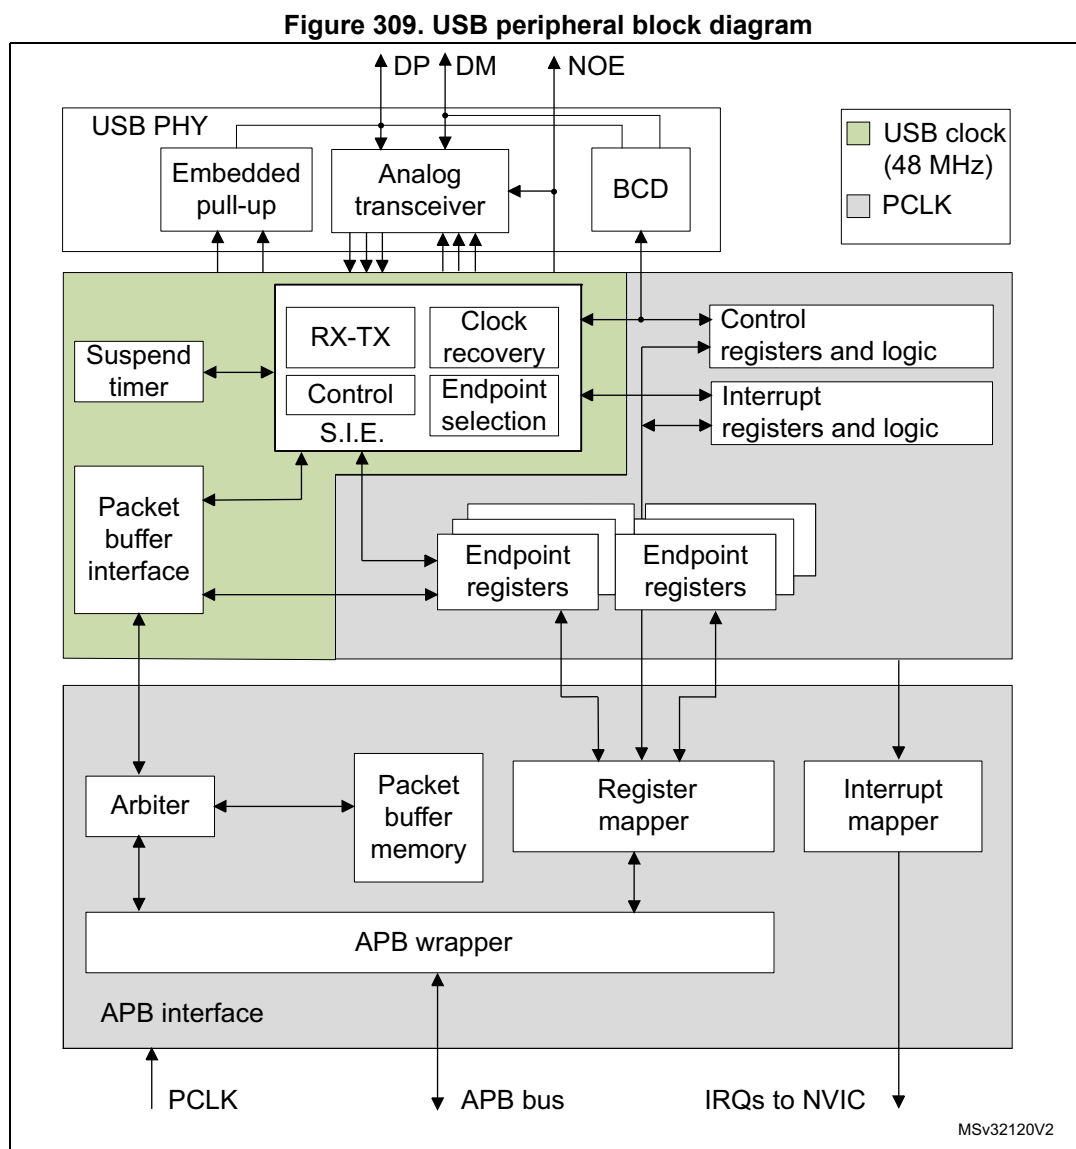 Figure 309. USB peripheral block diagram
DP
DM
NOE
USB PHY
Embedded
pull-up
Analog
transceiver
BCD
USB clock
(48 MHz)
PCLK
Suspend
timer
RX-TX
Clock
recovery
Control
Endpoint
selection
S.I.E.
Control
registers and logic
Interrupt
registers and logic
Packet
buffer
interface
Endpoint
registers
Endpoint
registers
Arbiter
Packet
buffer
memory
Register
mapper
Interrupt
mapper
APB wrapper
APB interface
PCLK
APB bus
IRQs to NVIC
MSv32120V2